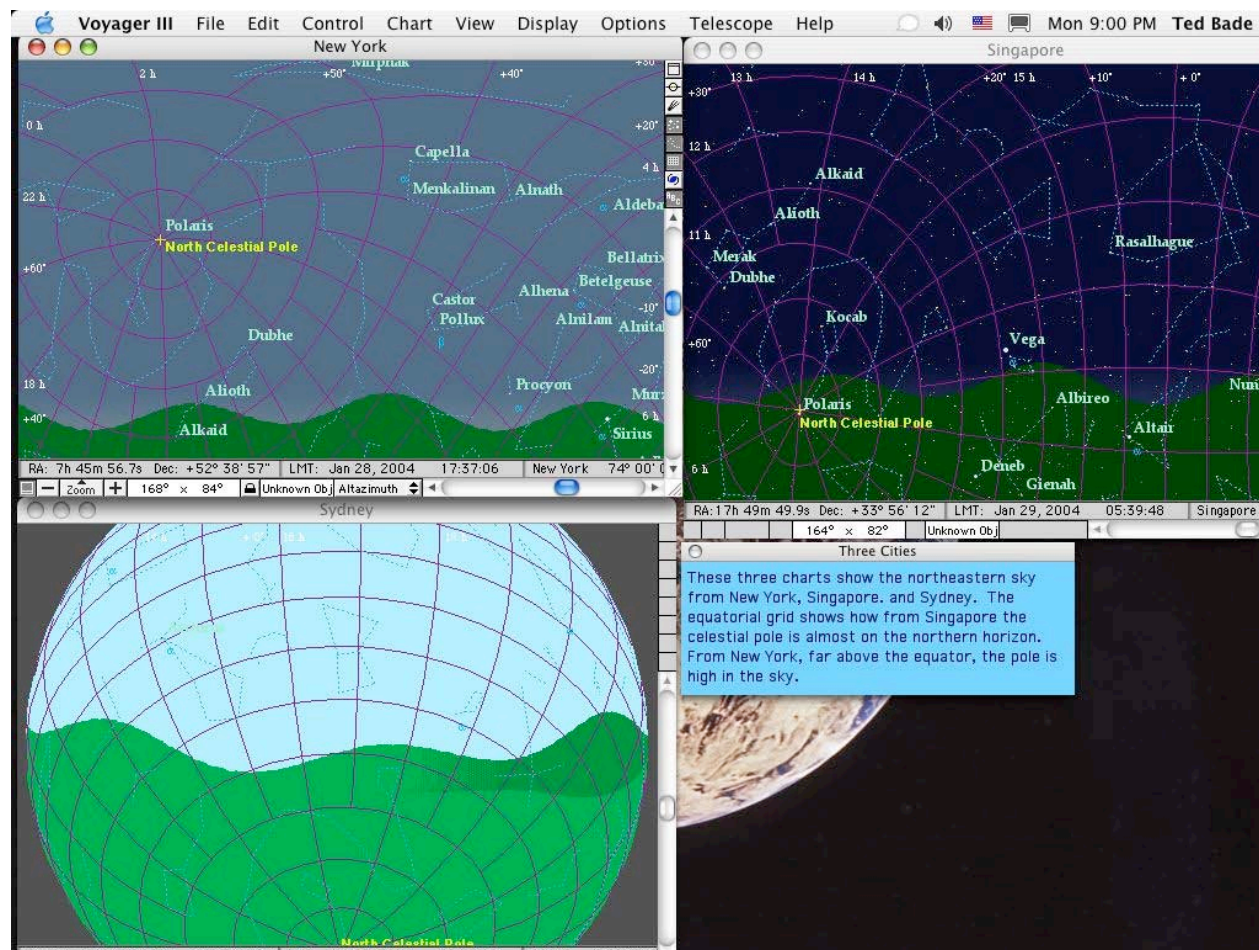 Voyager III File Edit Control Chart View Display Options Telescope Help Mon 9:00 PM Ted Bade
New York
2 h +50° +40° +30°
Mirphak
0 h
+20°
Capella
4 h
Menkalinan Alnath
α
22 h
Aldeba
Polaris
North Celestial Pole
Bellatrix
+60°
Alhena Betelgeuse
Castor
-10°
Pollux
Alnilam Alnita
Dubhe
β
-20°
18 h
Alioth
Procyon
Murz
+40°
6 h
Alkaid
Sirius
RA: 7h 45m 56.7s Dec: +52° 38' 57" LMT: Jan 28, 2004 17:37:06 New York 74° 00'
Zoom 168° x 84° Unknown Obj Altazimuth
Singapore
13 h 14 h +20° 15 h +10° + 0°
+30°
12 h
Alkaid
Alioth
11 h
Rasalhague
Merak
Dubhe
Kocab
+60°
Vega
α
Polaris
Albireo
Nun
North Celestial Pole
Altair
α
6 h
Deneb
Gienah
RA: 17h 49m 49.9s Dec: +33° 56' 12" LMT: Jan 29, 2004 05:39:48 Singapore
164° x 82° Unknown Obj
Sydney
+ 0°
α
α
α
North Celestial Pole
Three Cities
These three charts show the northeastern sky
from New York, Singapore. and Sydney. The
equatorial grid shows how from Singapore the
celestial pole is almost on the northern horizon.
From New York, far above the equator, the pole is
high in the sky.